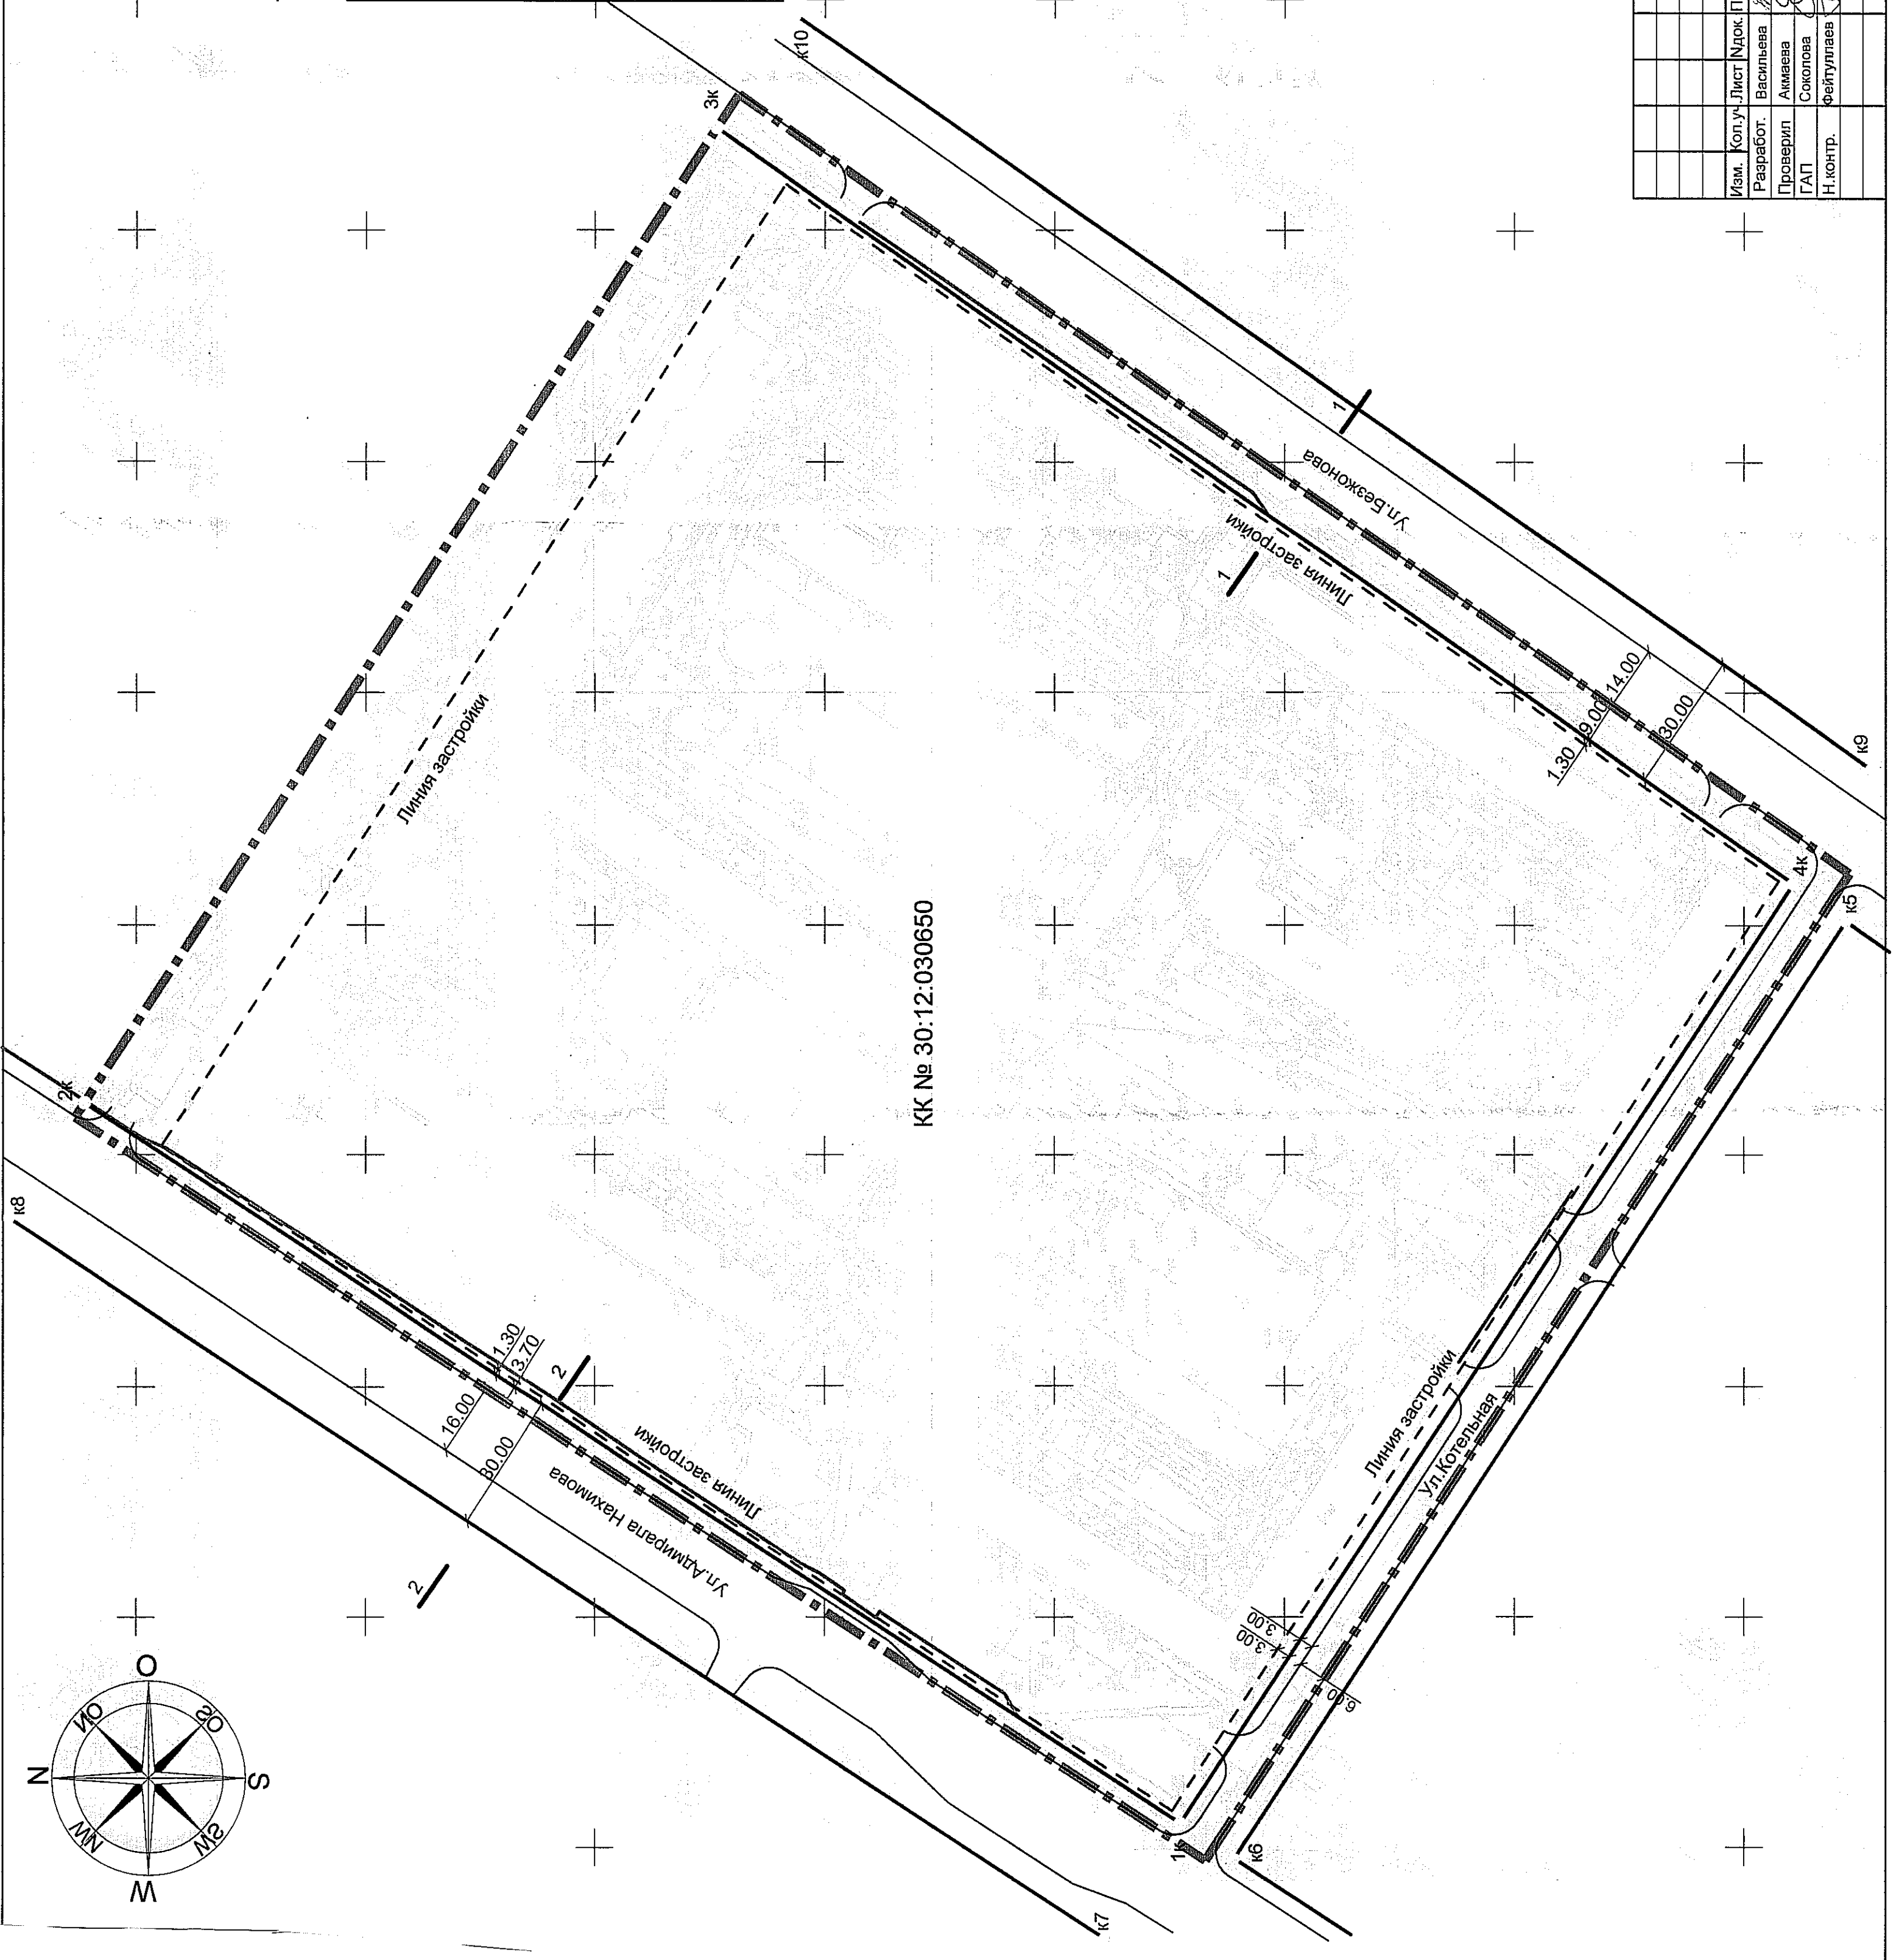 N
O
S
W
NO
SO
SW
NW
к8
2к
3к
к10
Линия застройки
1.30
3.70
16.00
30.00
2
2
Ул.Адмирала Нахимова
Линия застройки
КК № 30:12:030650
1
1
Ул.Безжонова
Линия застройки
1.30
9.00
14.00
30.00
к9
4к
к5
Линия застройки
Ул.Котельная
3.00
3.00
6.00
1к
к6
к7
Изм. Кол.уч. Лист Nдок.
Разработ. Васильева
Проверил Акмаева
ГАП Соколова
Н.контр. Фейтуллаев